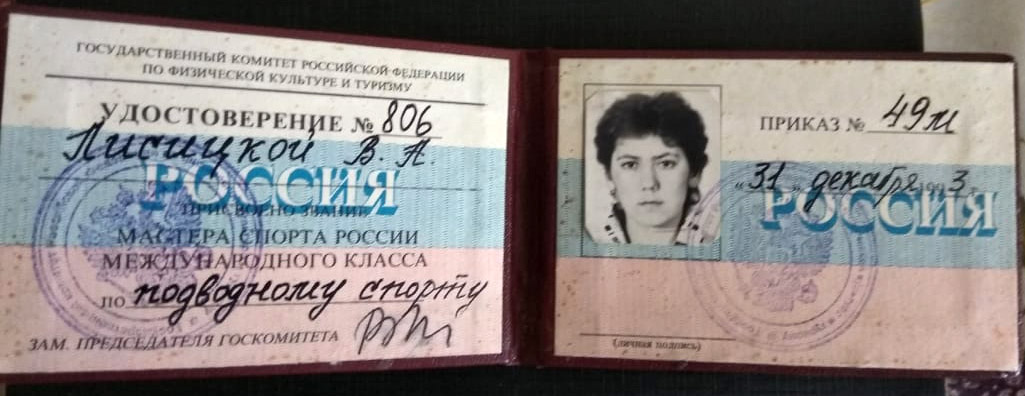 ГОСУДАРСТВЕННЫЙ КОМИТЕТ РОССИЙСКОЙ ФЕДЕРАЦИИ
ПО ФИЗИЧЕСКОЙ КУЛЬТУРЕ И ТУРИЗМУ
УДОСТОВЕРЕНИЕ № 806
Лисицкой В. А.
РОССИЯ
ПРИСВОЕНО ЗВАНИЕ
МАСТЕРА СПОРТА РОССИИ
МЕЖДУНАРОДНОГО КЛАССА
по подводному спорту
ЗАМ. ПРЕДСЕДАТЕЛЯ ГОСКОМИТЕТА
ПРИКАЗ № 49м
"31" декабря 1993 г.
РОССИЯ
(личная подпись)